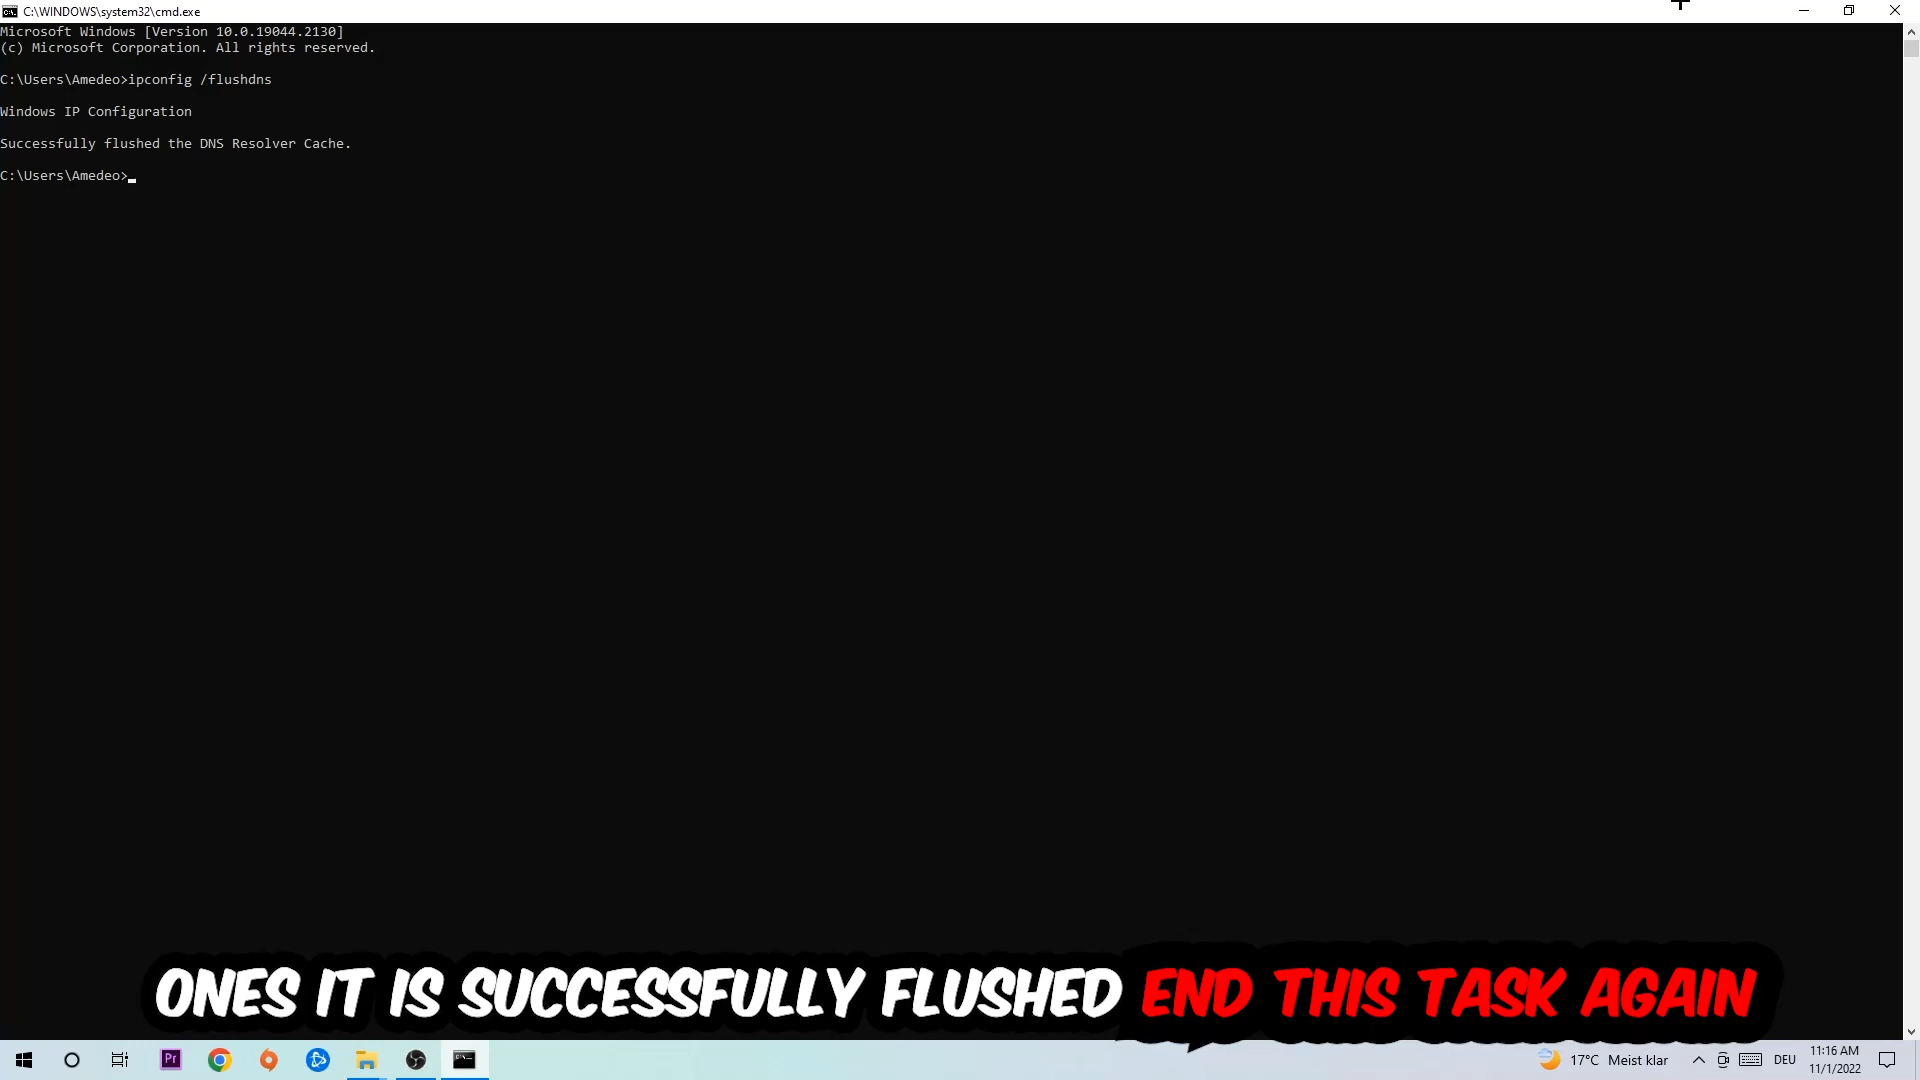 C:\WINDOWS\system32\cmd.exe
Microsoft Windows [Version 10.0.19044.2130]
(c) Microsoft Corporation. All rights reserved.
C:\Users\Amedeo>ipconfig /flushdns
Windows IP Configuration
Successfully flushed the DNS Resolver Cache.
C:\Users\Amedeo>
ONES IT IS SUCCESSFULLY FLUSHED END THIS TASK AGAIN
Pr
17°C Meist klar
DEU
11:16 AM
11/1/2022